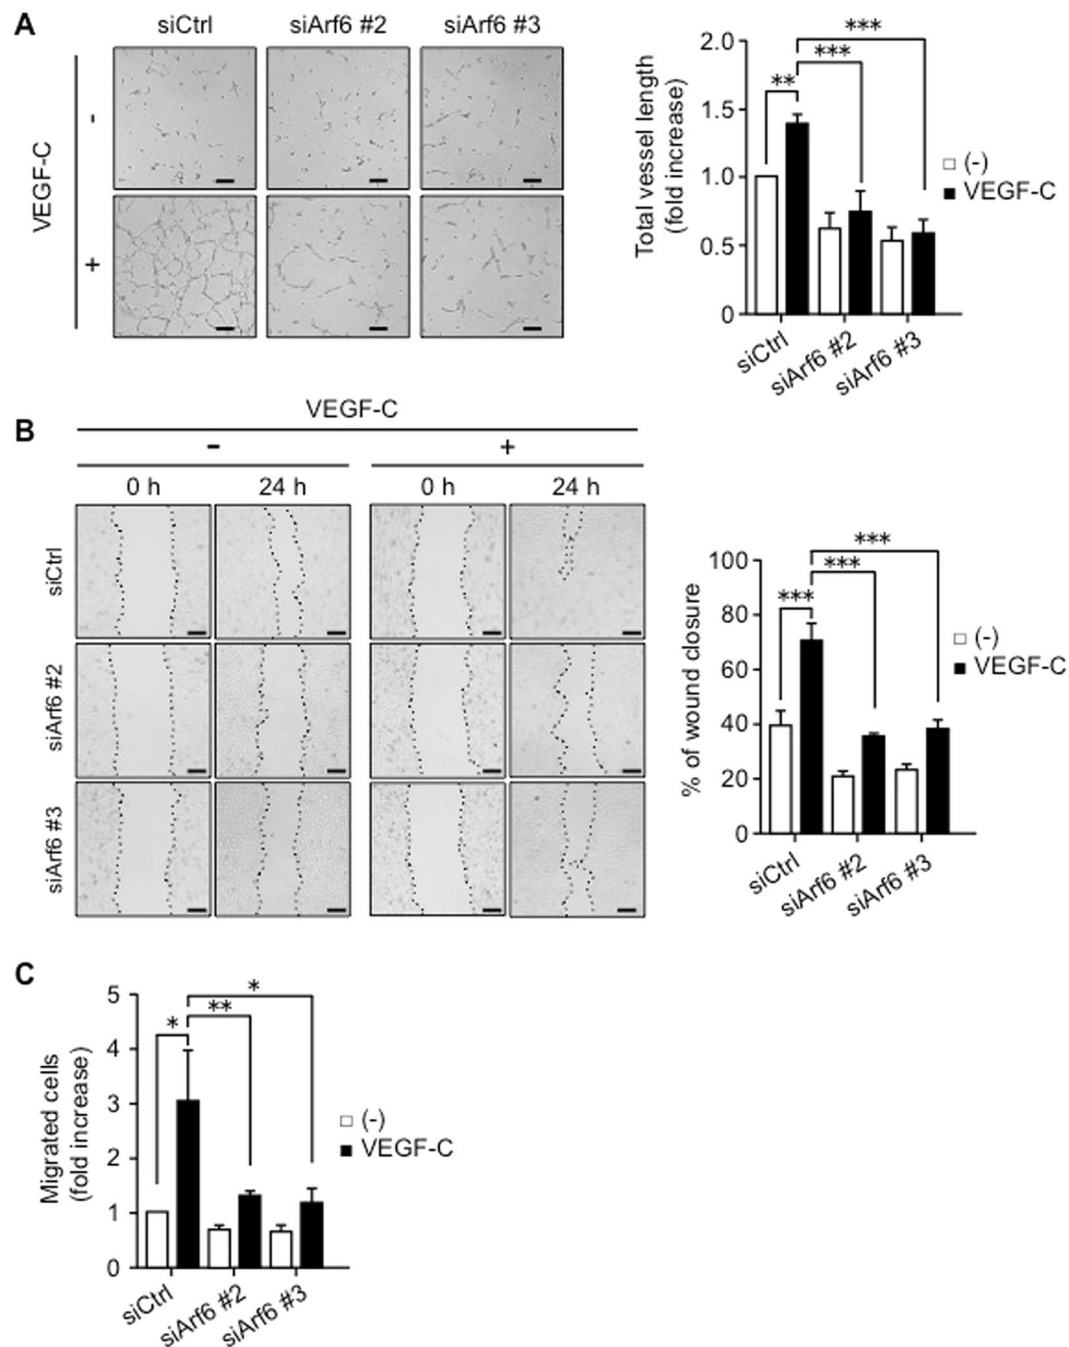 A
siCtrl siArf6 #2 siArf6 #3
VEGF-C
-
+
Total vessel length
(fold increase)
2.0
1.5
1.0
0.5
0
**
***
***
(-)
VEGF-C
siCtrl
siArf6 #2
siArf6 #3
B
VEGF-C
- +
0 h 24 h 0 h 24 h
siCtrl
siArf6 #2
siArf6 #3
% of wound closure
100
80
60
40
20
0
***
***
***
(-)
VEGF-C
siCtrl
siArf6 #2
siArf6 #3
C
Migrated cells
(fold increase)
5
4
3
2
1
0
*
**
*
(-)
VEGF-C
siCtrl
siArf6 #2
siArf6 #3